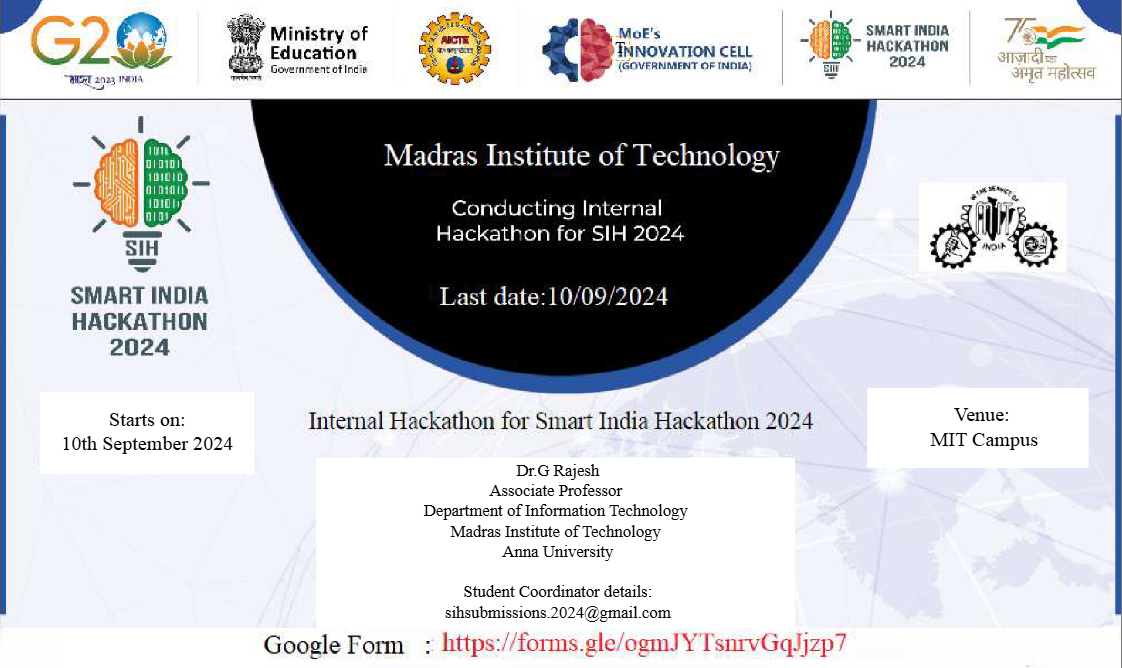 G20
भारत 2023 INDIA
Ministry of
Education
Government of India
AICTE
MoE's
INNOVATION CELL
(GOVERNMENT OF INDIA)
SIH
SMART INDIA
HACKATHON
2024
75
आज़ादी का
अमृत महोत्सव
SIH
SMART INDIA
HACKATHON
2024
Madras Institute of Technology
Conducting Internal
Hackathon for SIH 2024
Last date:10/09/2024
IN THE SERVICE OF
INDIA
Starts on:
10th September 2024
Internal Hackathon for Smart India Hackathon 2024
Venue:
MIT Campus
Dr.G Rajesh
Associate Professor
Department of Information Technology
Madras Institute of Technology
Anna University
Student Coordinator details:
sihsubmissions.2024@gmail.com
Google Form : https://forms.gle/ogmJYTsnrvGqJjzp7